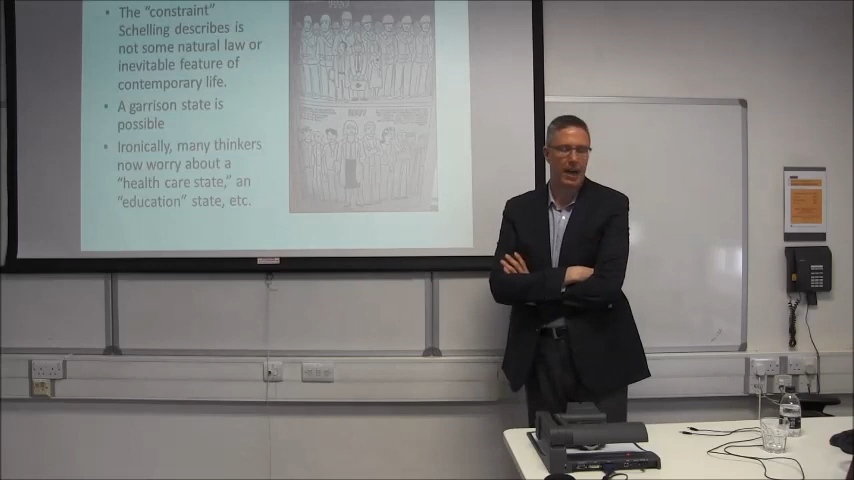 • The "constraint"
Schelling describes is
not some natural law or
inevitable feature of
contemporary life.
• A garrison state is
possible
• Ironically, many thinkers
now worry about a
"health care state," an
"education" state, etc.